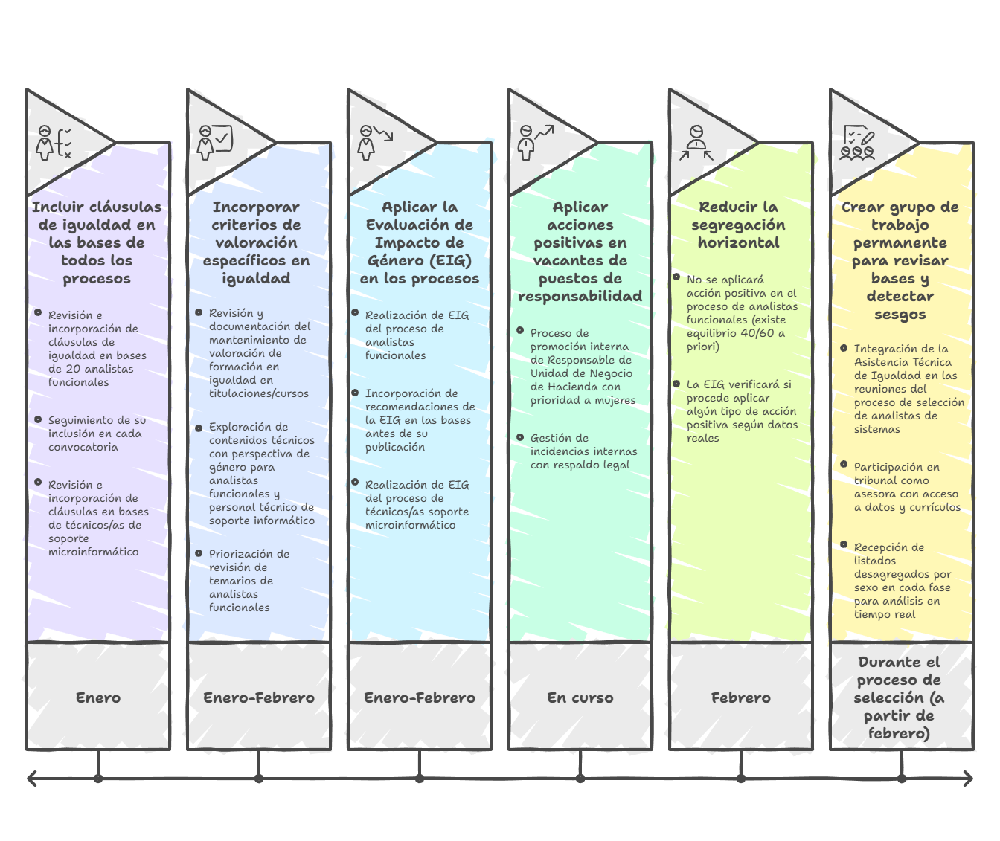 Incluir cláusulas
de igualdad en
las bases de
todos los
procesos
Revisión e
incorporación de
cláusulas de
igualdad en bases
de 20 analistas
funcionales
Seguimiento de su
inclusión en cada
convocatoria
Revisión e
incorporación de
cláusulas en bases
de técnicos/as de
soporte
microinformático
Enero
Incorporar
criterios de
valoración
específicos en
igualdad
Revisión y
documentación del
mantenimiento de
valoración de
formación en
igualdad en
titulaciones/cursos
Exploración de
contenidos técnicos
con perspectiva de
género para
analistas
funcionales y
personal técnico de
soporte informático
Priorización de
revisión de
temarios de
analistas
funcionales
Enero-Febrero
Aplicar la
Evaluación de
Impacto de
Género (EIG)
en los procesos
Realización de EIG
del proceso de
analistas
funcionales
Incorporación de
recomendaciones de
la EIG en las bases
antes de su
publicación
Realización de EIG
del proceso de
técnicos/as soporte
microinformático
Enero-Febrero
Aplicar
acciones
positivas en
vacantes de
puestos de
responsabilidad
Proceso de
promoción interna
de Responsable de
Unidad de Negocio
de Hacienda con
prioridad a mujeres
Gestión de
incidencias internas
con respaldo legal
En curso
Reducir la
segregación
horizontal
No se aplicará
acción positiva en el
proceso de analistas
funcionales (existe
equilibrio 40/60 a
priori)
La EIG verificará si
procede aplicar
algún tipo de acción
positiva según datos
reales
Febrero
Crear grupo de
trabajo
permanente
para revisar
bases y
detectar
sesgos
Integración de la
Asistencia Técnica
de Igualdad en las
reuniones del
proceso de selección
de analistas de
sistemas
Participación en
tribunal como
asesora con acceso
a datos y currículos
Recepción de
listados
desagregados por
sexo en cada fase
para análisis en
tiempo real
Durante el
proceso de
selección (a
partir de
febrero)